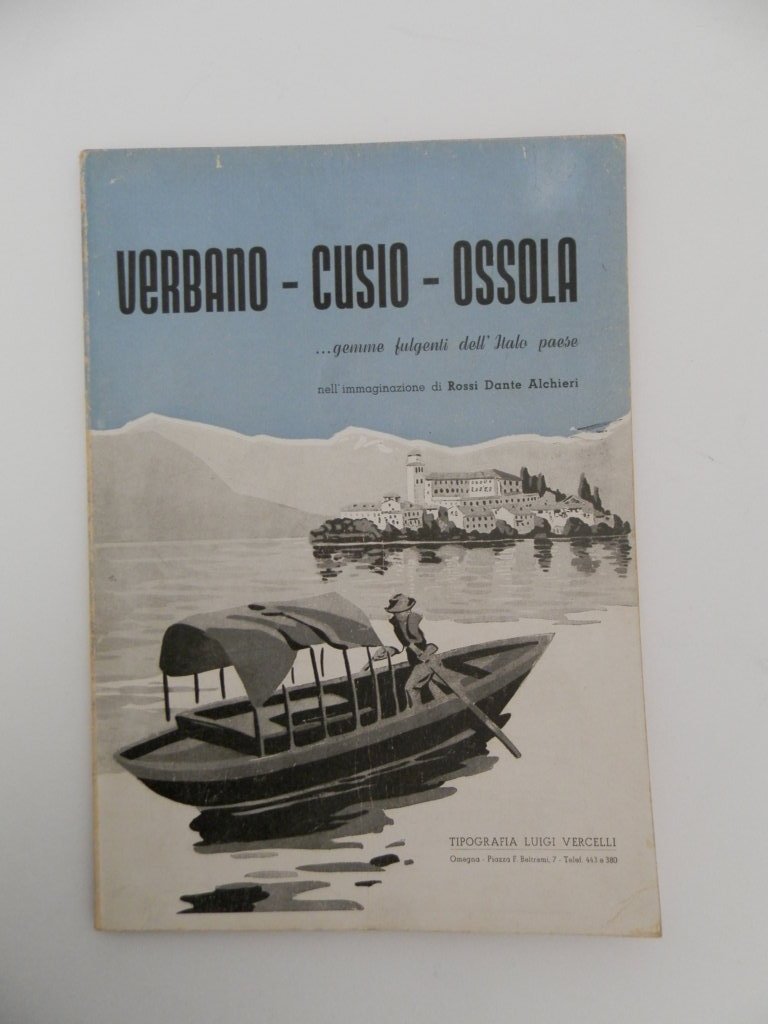 VERBANO - CUSIO - OSSOLA
...gemme fulgenti dell'Italo paese
nell'immaginazione di Rossi Dante Alchieri
TIPOGRAFIA LUIGI VERCELLI
Omegna - Piazza F. Beltrami, 7 - Telef. 443 e 380